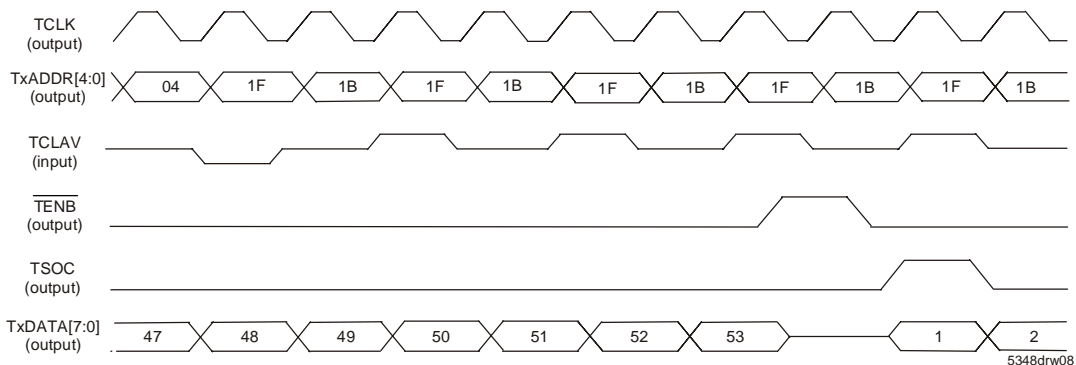 TCLK
(output)
TxADDR[4:0]
(output)
04 1F 1B 1F 1B 1F 1B 1F 1B 1F 1B
TCLAV
(input)
TENB
(output)
TSOC
(output)
TxDATA[7:0]
(output)
47 48 49 50 51 52 53 1 2
5348drw08